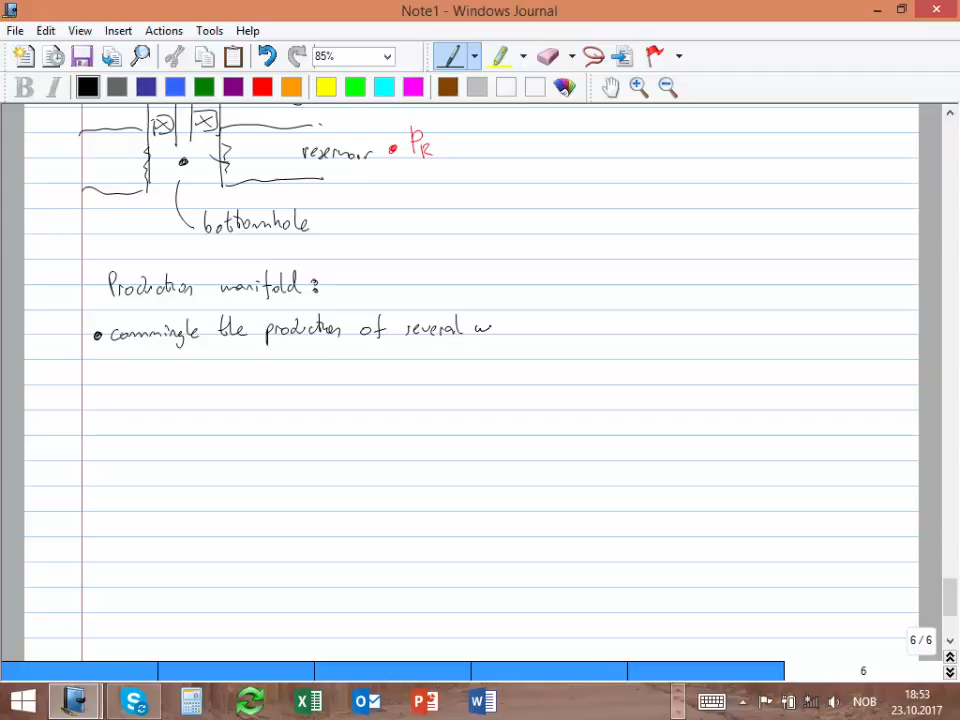 Note1 - Windows Journal
File Edit View Insert Actions Tools Help
85%
B I
reservoir • PR
bottomhole
Production manifold :
• commingle the production of several w
6 / 6
6
18:53
NOB
23.10.2017